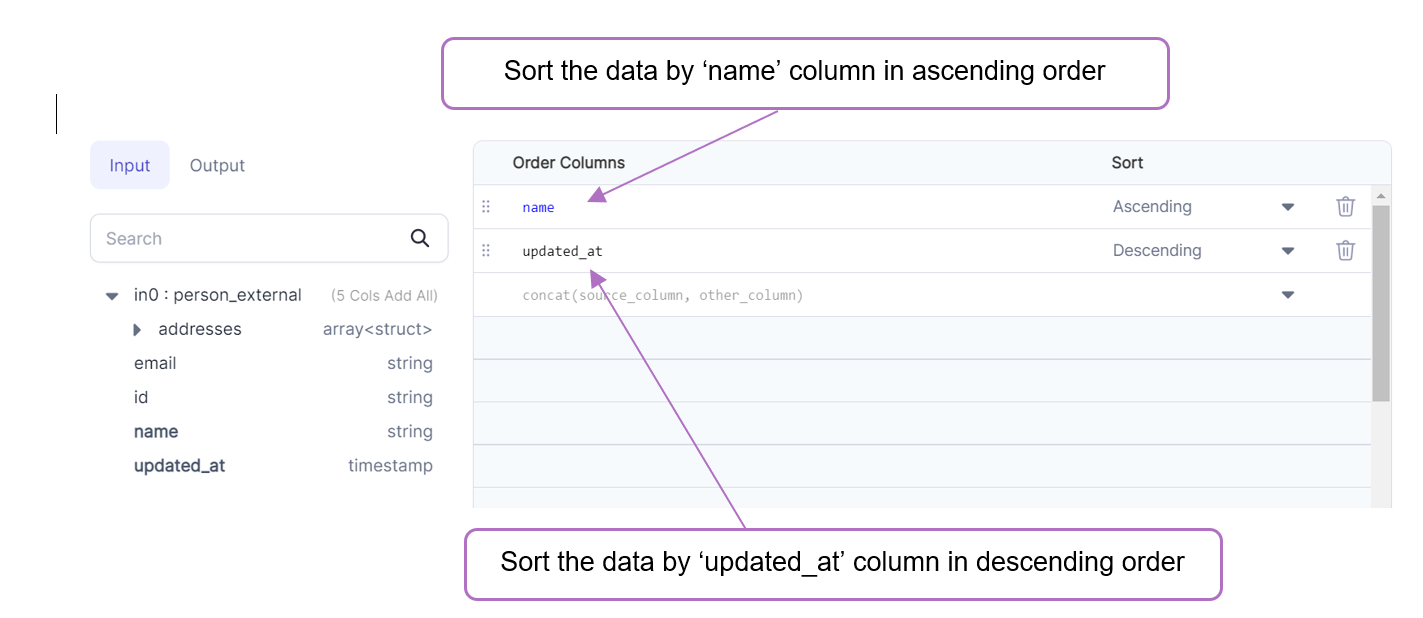 Sort the data by ‘name’ column in ascending order
Input Output
Search
in0 : person_external (5 Cols Add All)
addresses array<struct>
email string
id string
name string
updated_at timestamp
Order Columns Sort
name Ascending
updated_at Descending
concat(source_column, other_column)
Sort the data by ‘updated_at’ column in descending order